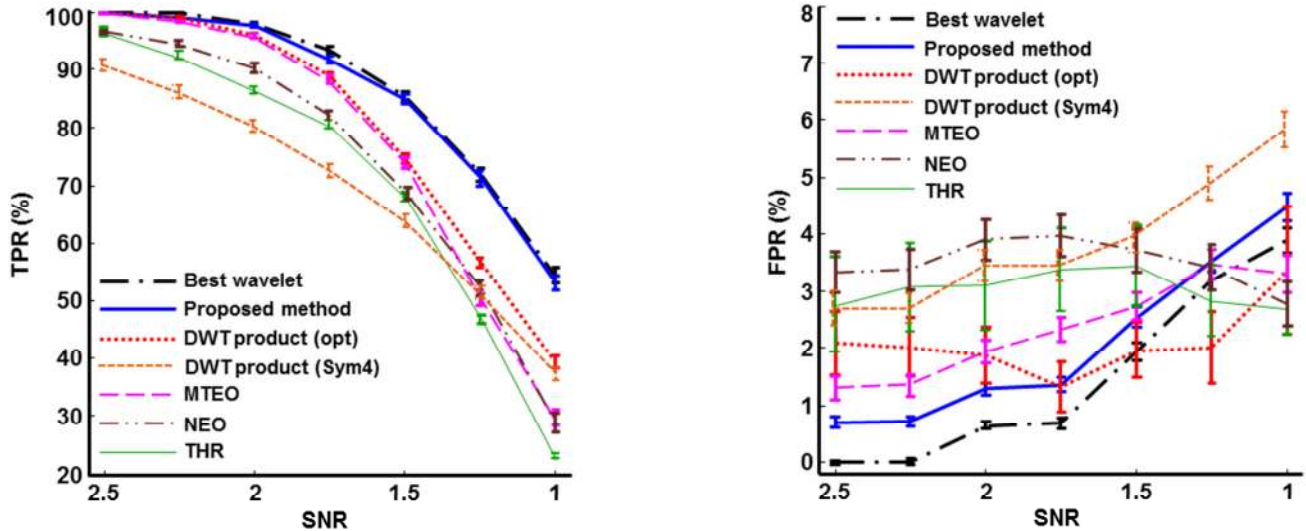 100
90
80
70
60
50
40
30
20
TPR (%)
Best wavelet
Proposed method
DWT product (opt)
DWT product (Sym4)
MTEO
NEO
THR
2.5
2
1.5
1
SNR
8
7
6
5
4
3
2
1
0
FPR (%)
Best wavelet
Proposed method
DWT product (opt)
DWT product (Sym4)
MTEO
NEO
THR
2.5
2
1.5
1
SNR